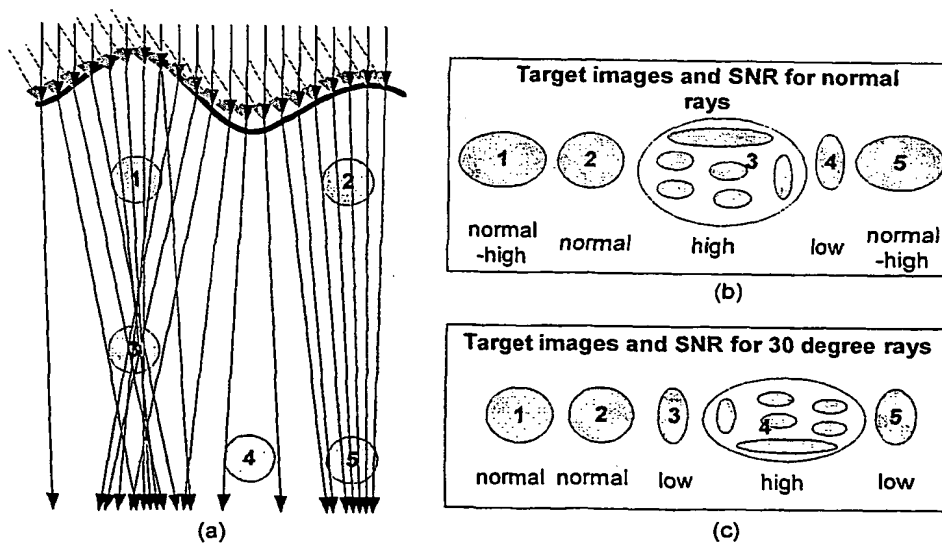 1
2
3
4
5
(a)
Target images and SNR for normal
rays
1 2 3 4 5
normal
-high
normal
high
low
normal
-high
(b)
Target images and SNR for 30 degree rays
1 2 3 4 5
normal normal low high low
(c)